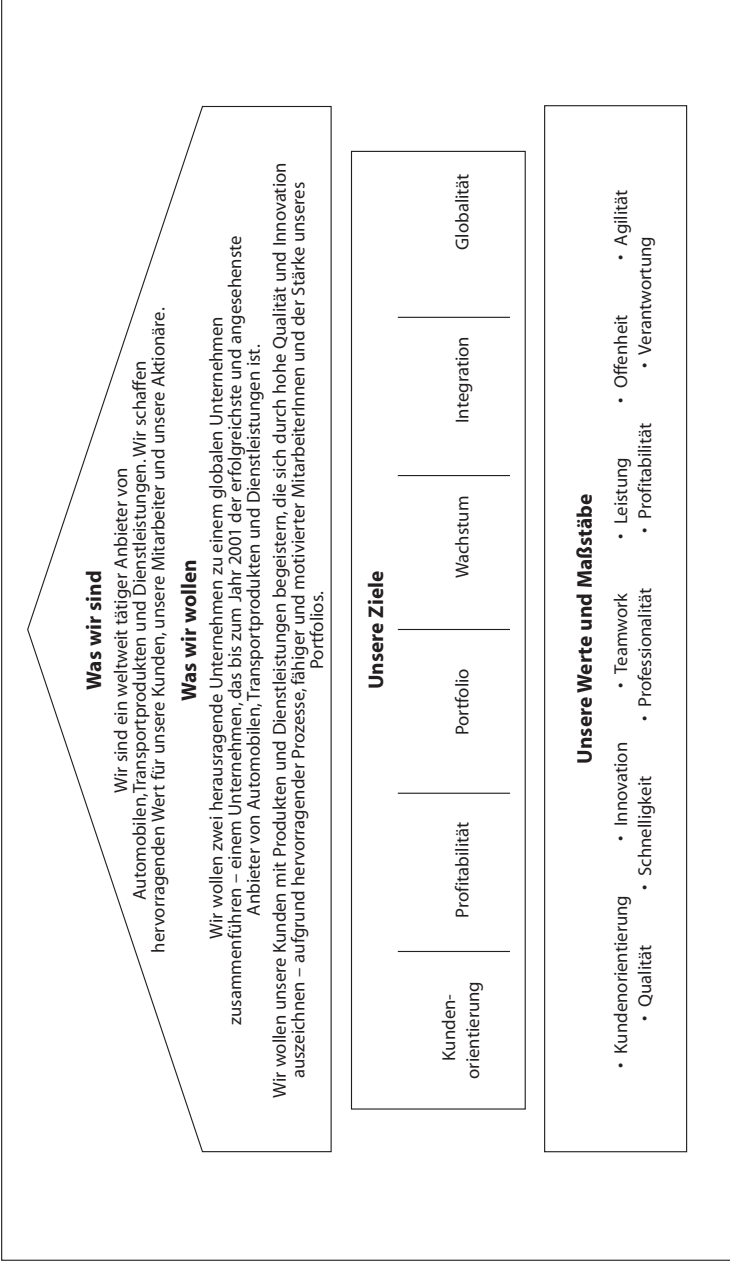 Was wir sind
Wir sind ein weltweit tätiger Anbieter von
Automobilen,Transportprodukten und Dienstleistungen. Wir schaffen
hervorragenden Wert für unsere Kunden, unsere Mitarbeiter und unsere Aktionäre.
Was wir wollen
Wir wollen zwei herausragende Unternehmen zu einem globalen Unternehmen
zusammenführen – einem Unternehmen, das bis zum Jahr 2001 der erfolgreichste und angesehenste
Anbieter von Automobilen, Transportprodukten und Dienstleistungen ist.
Wir wollen unsere Kunden mit Produkten und Dienstleistungen begeistern, die sich durch hohe Qualität und Innovation
auszeichnen – aufgrund hervorragender Prozesse, fähiger und motivierter MitarbeiterInnen und der Stärke unseres
Portfolios.
Unsere Ziele
Kunden-
orientierung
Profitabilität
Portfolio
Wachstum
Integration
Globalität
Unsere Werte und Maßstäbe
• Kundenorientierung • Innovation • Teamwork • Leistung • Offenheit • Agilität
• Qualität • Schnelligkeit • Professionalität • Profitabilität • Verantwortung